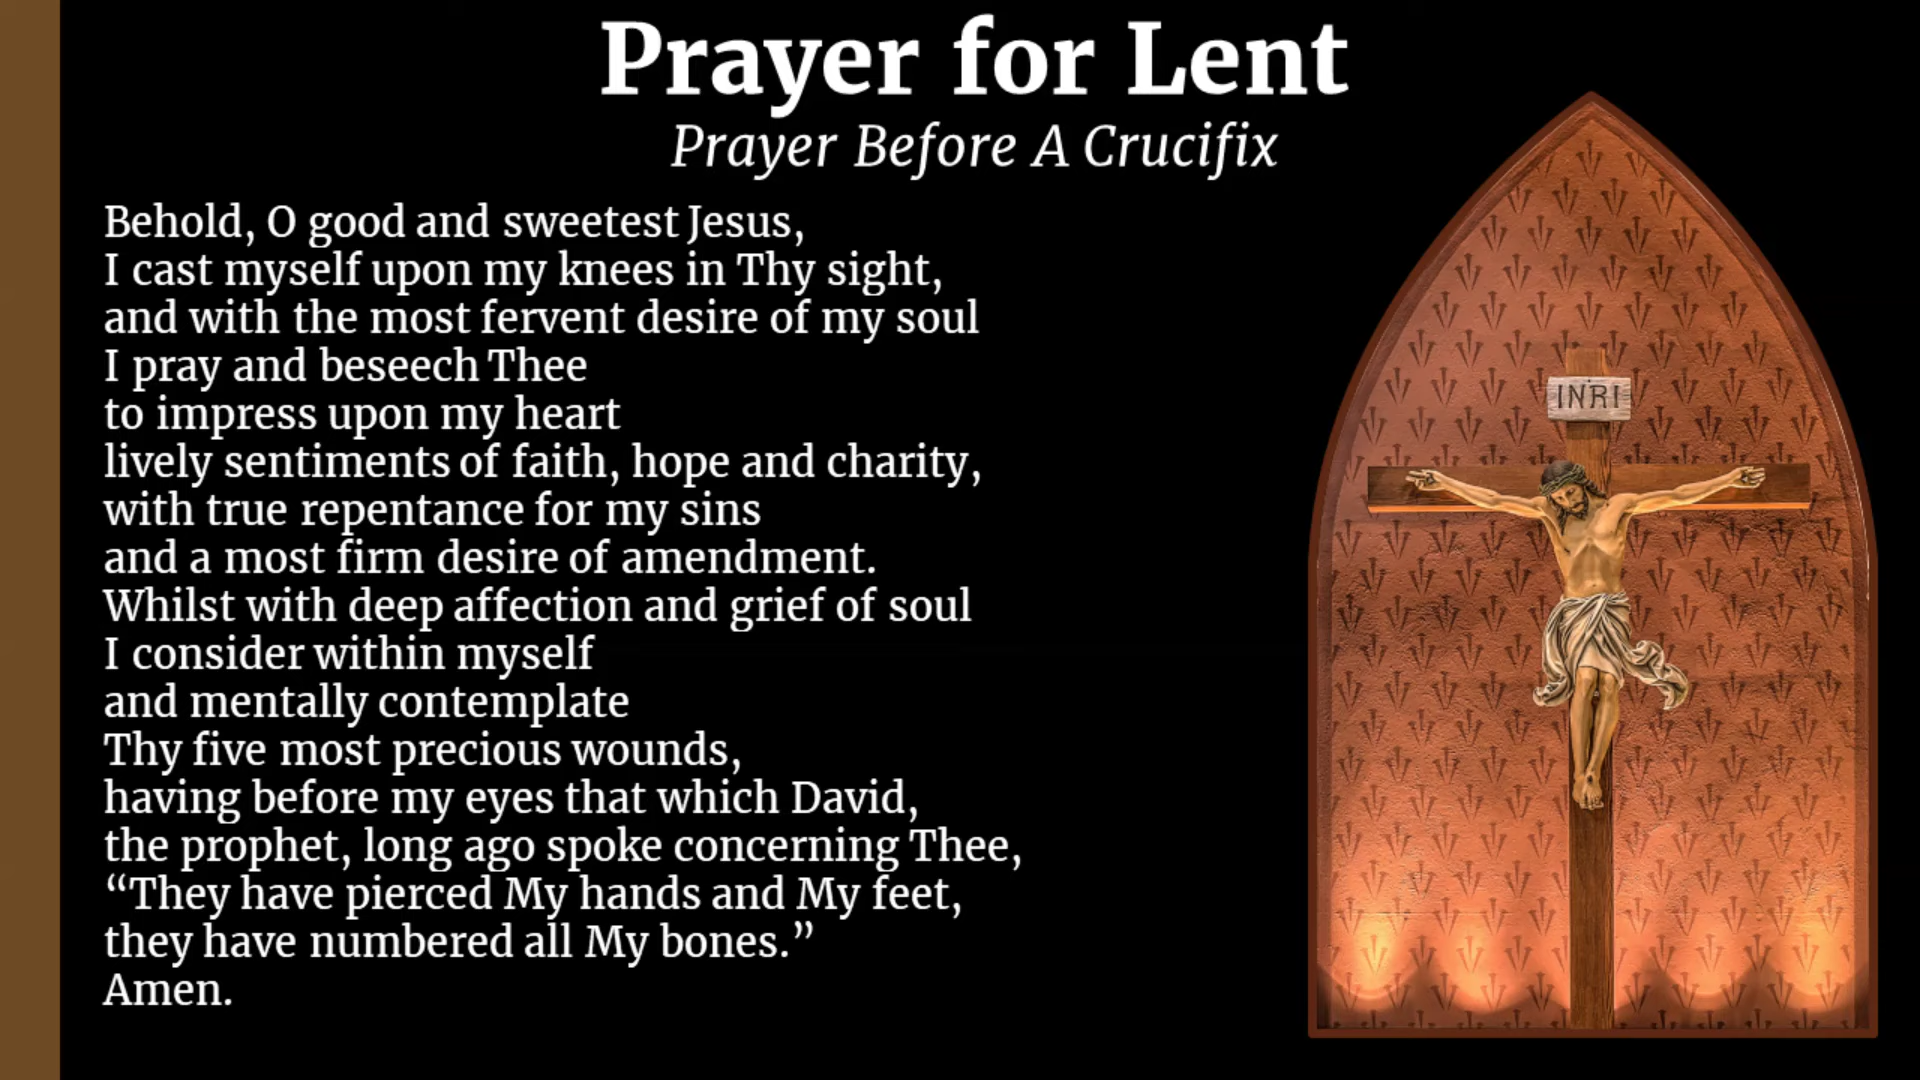 Prayer for Lent
Prayer Before A Crucifix
Behold, O good and sweetest Jesus,
I cast myself upon my knees in Thy sight,
and with the most fervent desire of my soul
I pray and beseech Thee
to impress upon my heart
lively sentiments of faith, hope and charity,
with true repentance for my sins
and a most firm desire of amendment.
Whilst with deep affection and grief of soul
I consider within myself
and mentally contemplate
Thy five most precious wounds,
having before my eyes that which David,
the prophet, long ago spoke concerning Thee,
“They have pierced My hands and My feet,
they have numbered all My bones.”
Amen.
INRI